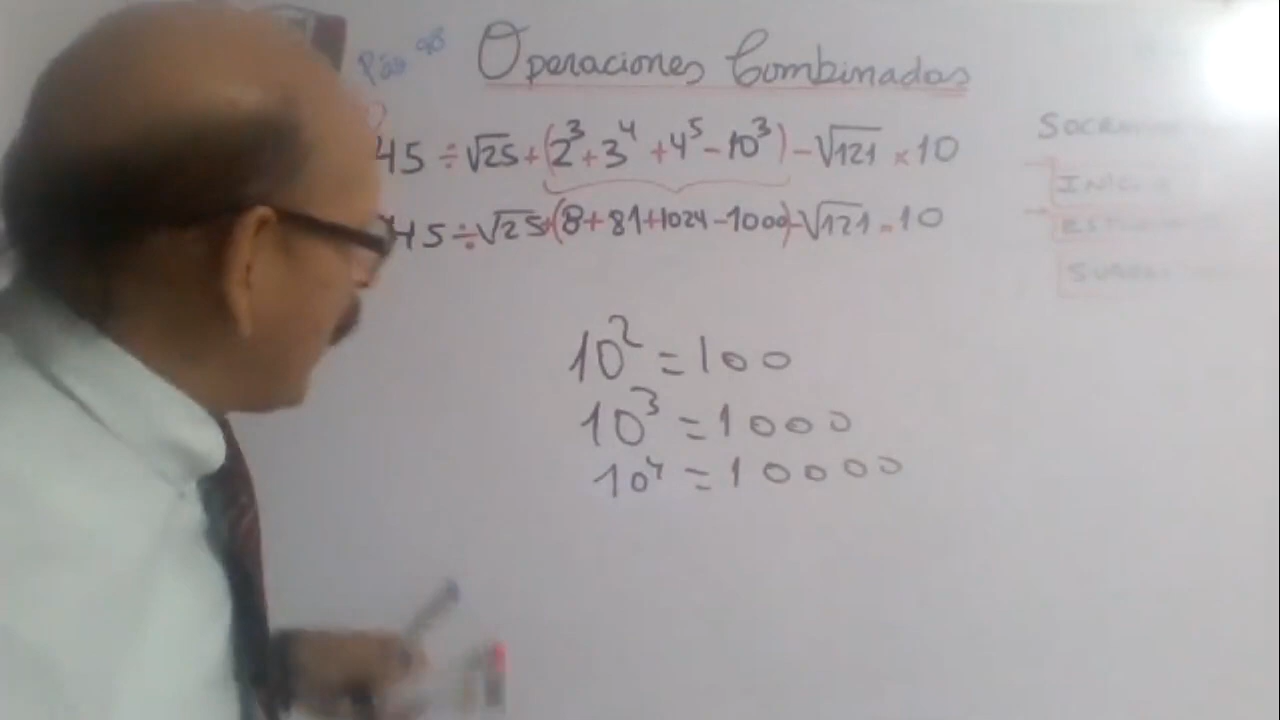 Pág 98
Operaciones Combinadas
45 ÷ √25 + (2³ + 3⁴ + 4⁵ - 10³) - √121 × 10
45 ÷ √25 + (8 + 81 + 1024 - 1000) - √121 . 10
10² = 100
10³ = 1000
10⁴ = 10000